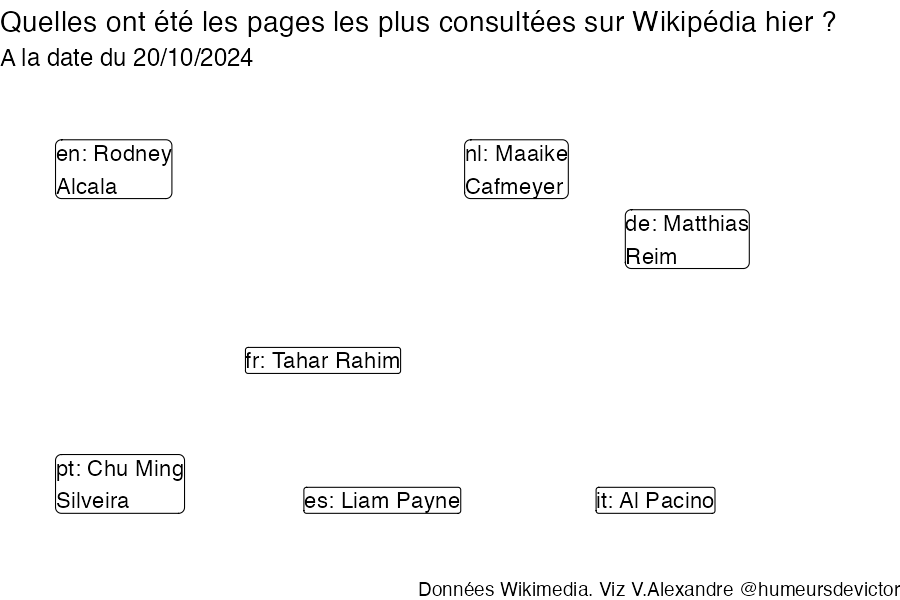 Quelles ont été les pages les plus consultées sur Wikipédia hier ?
A la date du 20/10/2024
en: Rodney
Alcala
nl: Maaike
Cafmeyer
de: Matthias
Reim
fr: Tahar Rahim
pt: Chu Ming
Silveira
es: Liam Payne
it: Al Pacino
Données Wikimedia. Viz V.Alexandre @humeursdevictor